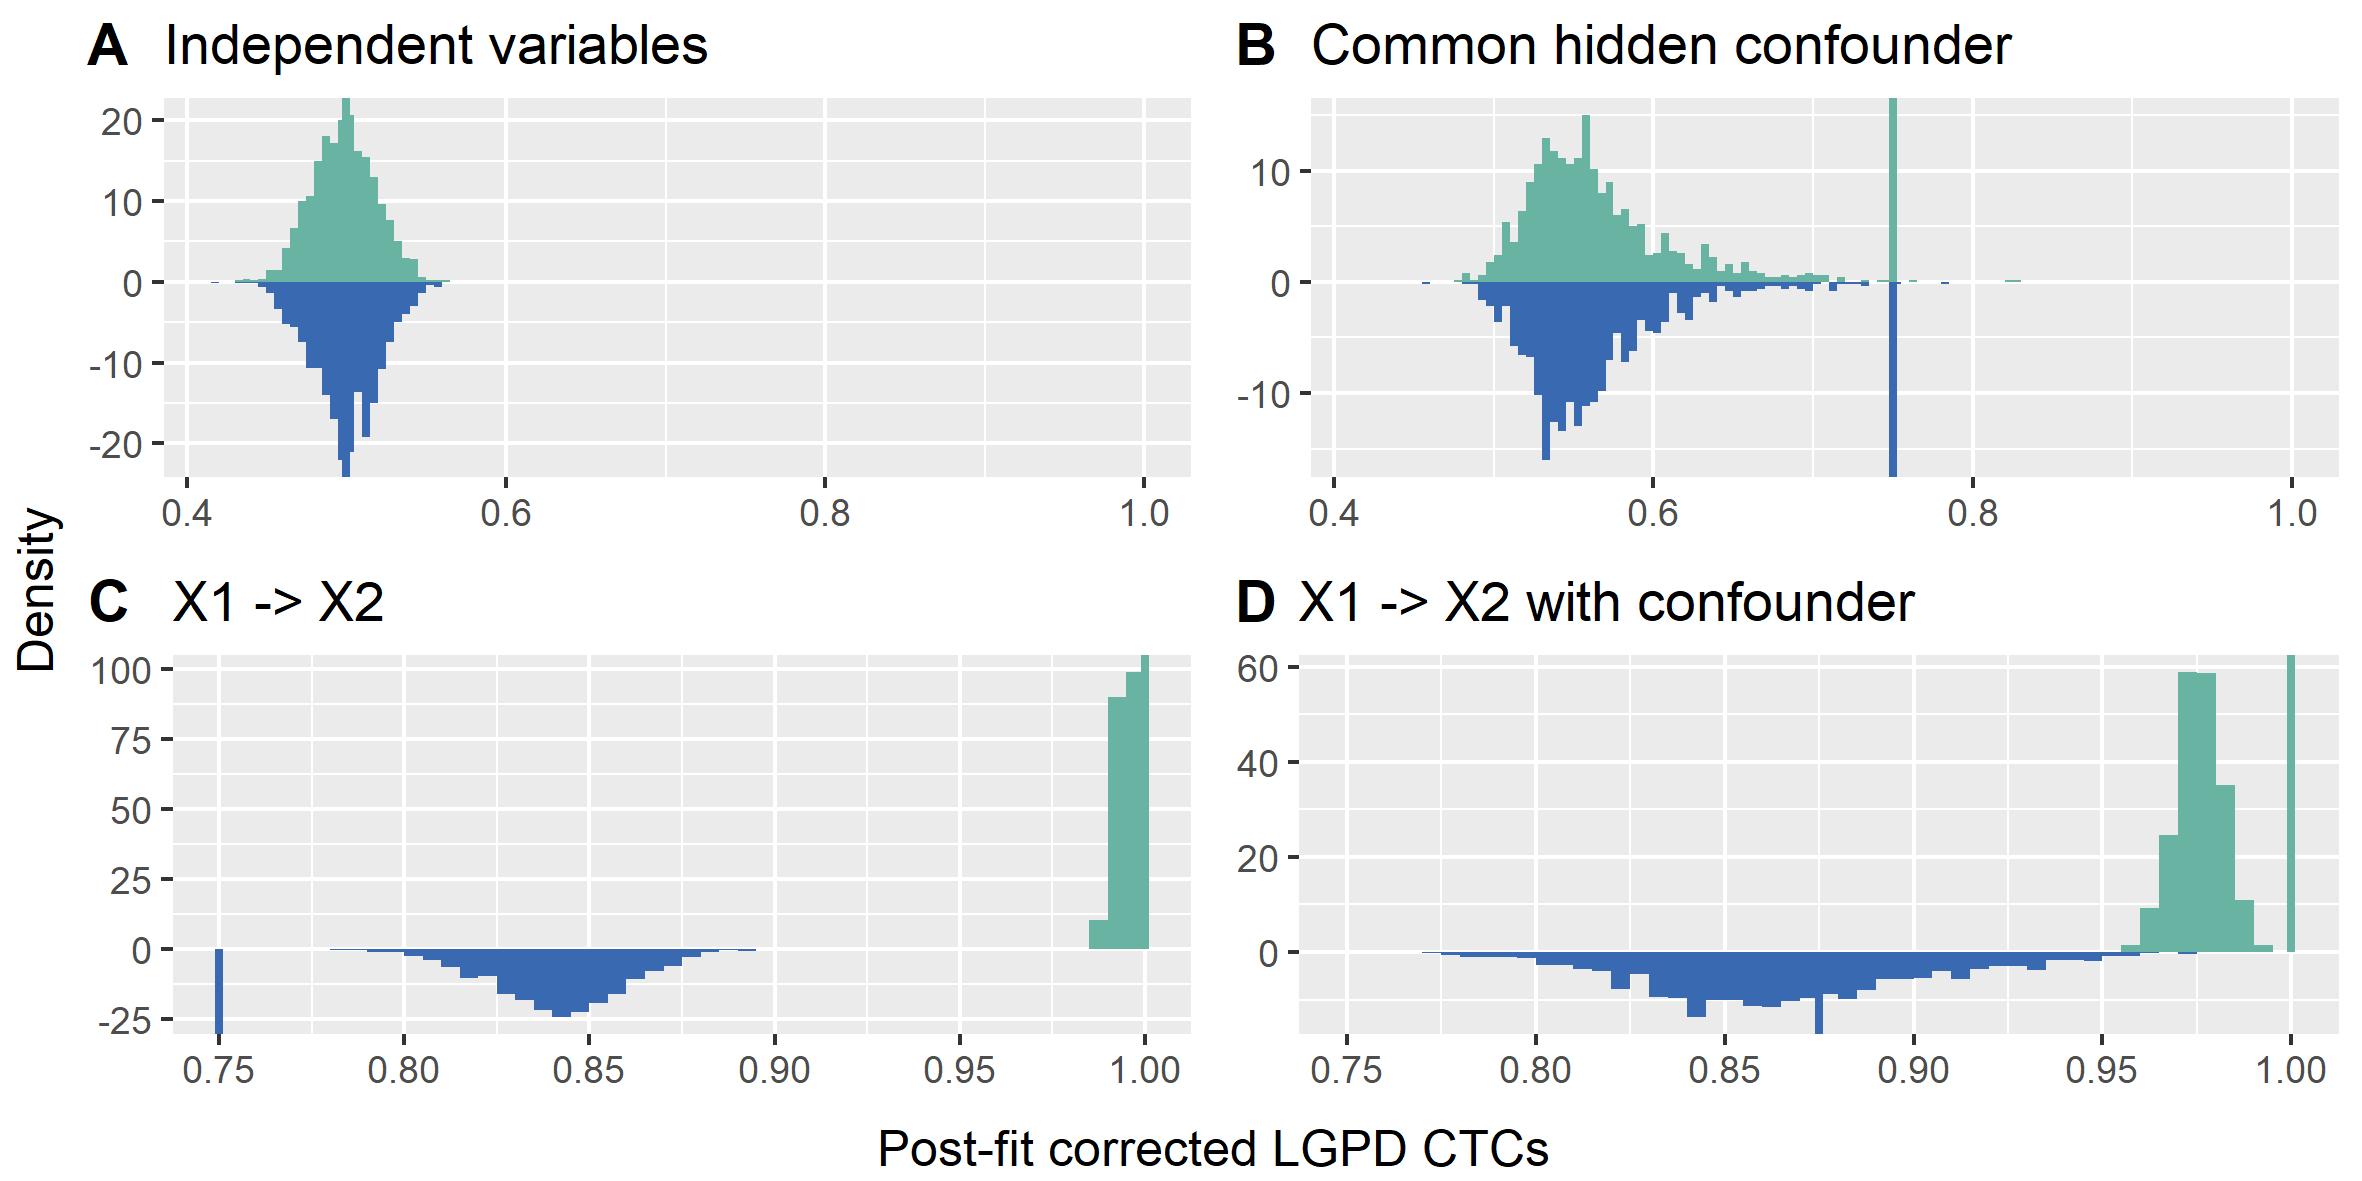 A Independent variables
20
10
0
-10
-20
0.4 0.6 0.8 1.0
B Common hidden confounder
10
0
-10
0.4 0.6 0.8 1.0
Density
C X1 -> X2
100
75
50
25
0
-25
0.75 0.80 0.85 0.90 0.95 1.00
D X1 -> X2 with confounder
60
40
20
0
0.75 0.80 0.85 0.90 0.95 1.00
Post-fit corrected LGPD CTCs